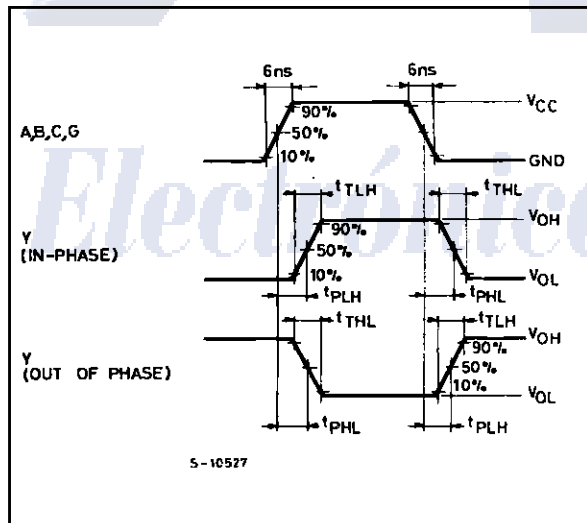 6ns 6ns
90% VCC
A,B,C,G 50%
10% GND
tTLH tTHL
90% VOH
Y 50%
(IN-PHASE)
10% VOL
tPLH tPHL
tTHL tTLH
90% VOH
Y 50%
(OUT OF PHASE) 10%
VOL
tPHL tPLH
S-10527
Electrónica